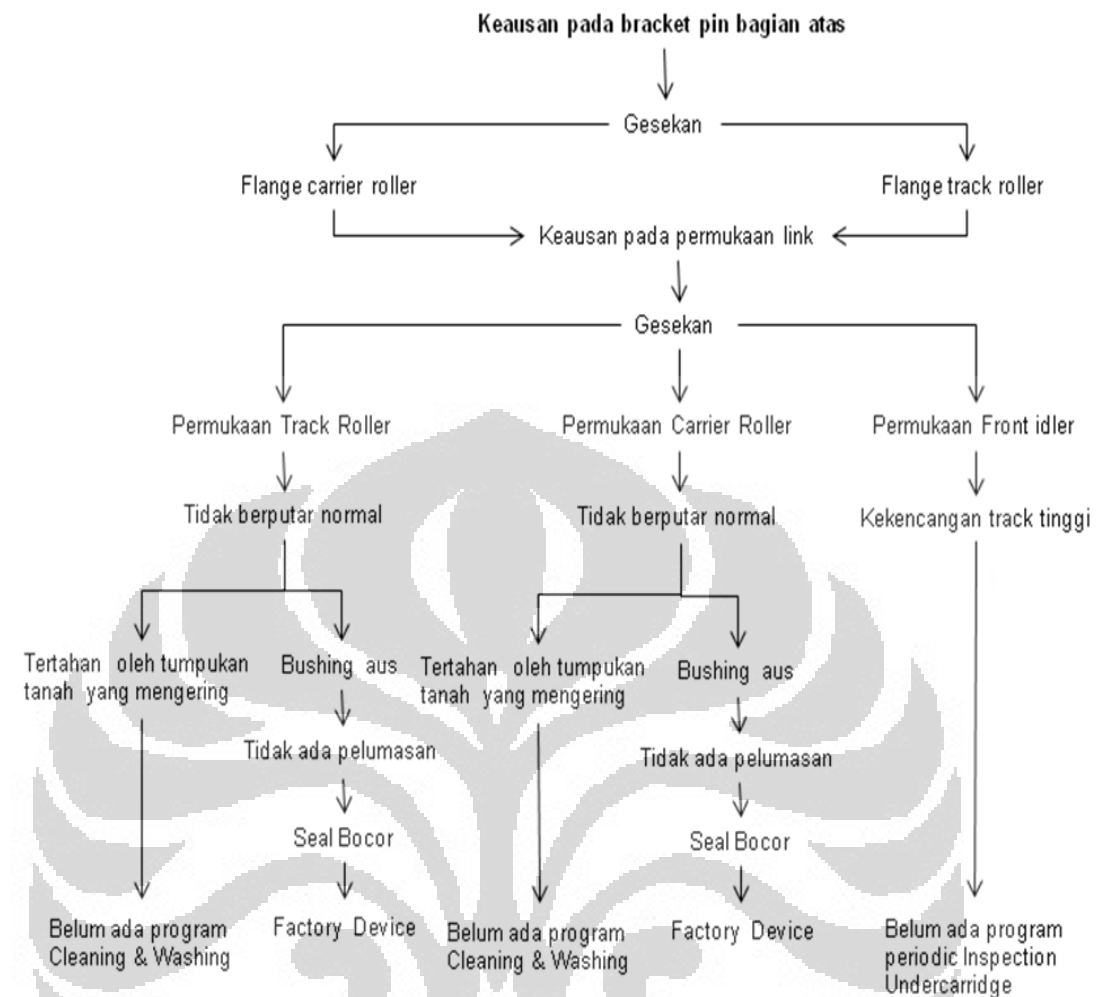 Keausan pada bracket pin bagian atas
Gesekan
Flange carrier roller
Flange track roller
Keausan pada permukaan link
Gesekan
Permukaan Track Roller
Permukaan Carrier Roller
Permukaan Front idler
Tidak berputar normal
Tidak berputar normal
Kekencangan track tinggi
Tertahan oleh tumpukan
tanah yang mengering
Bushing aus
Tertahan oleh tumpukan
tanah yang mengering
Bushing aus
Tidak ada pelumasan
Tidak ada pelumasan
Seal Bocor
Seal Bocor
Belum ada program
Cleaning & Washing
Factory Device
Belum ada program
Cleaning & Washing
Factory Device
Belum ada program
periodic Inspection
Undercarridge